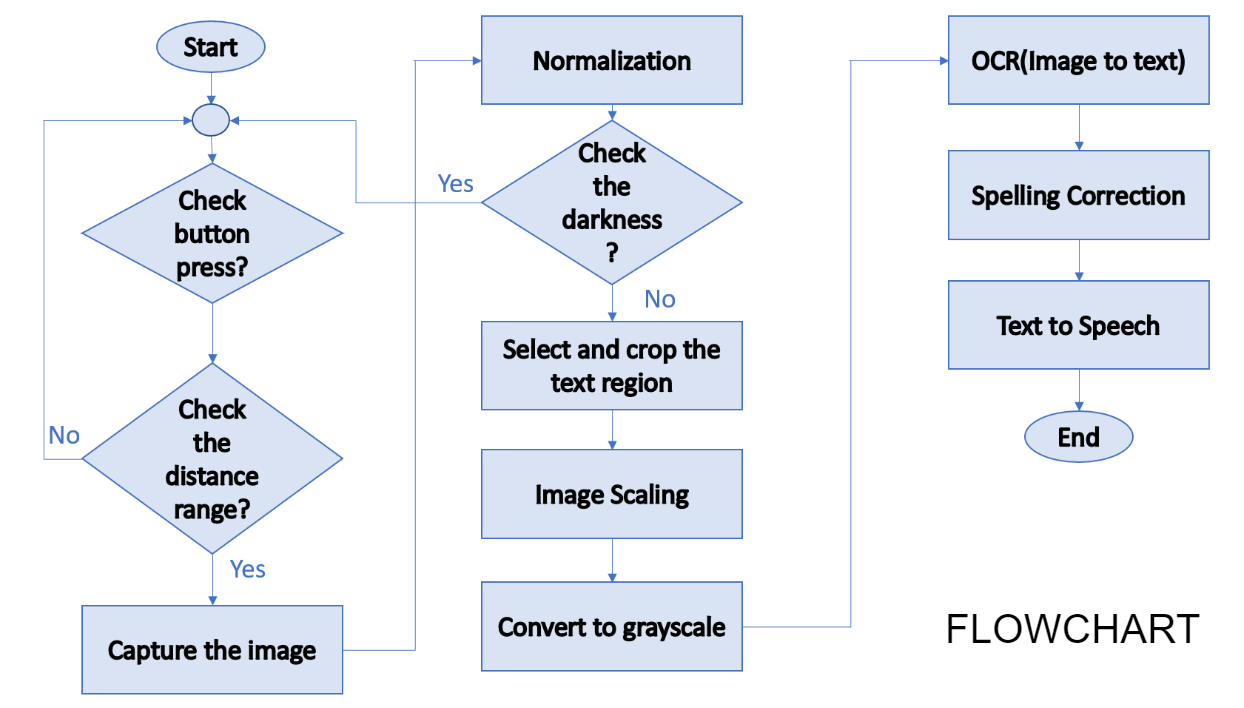 Start
Check
button
press?
Check
the
distance
range?
No
Yes
Capture the image
Normalization
Check
the
darkness
?
Yes
No
Select and crop the
text region
Image Scaling
Convert to grayscale
OCR(Image to text)
Spelling Correction
Text to Speech
End
FLOWCHART